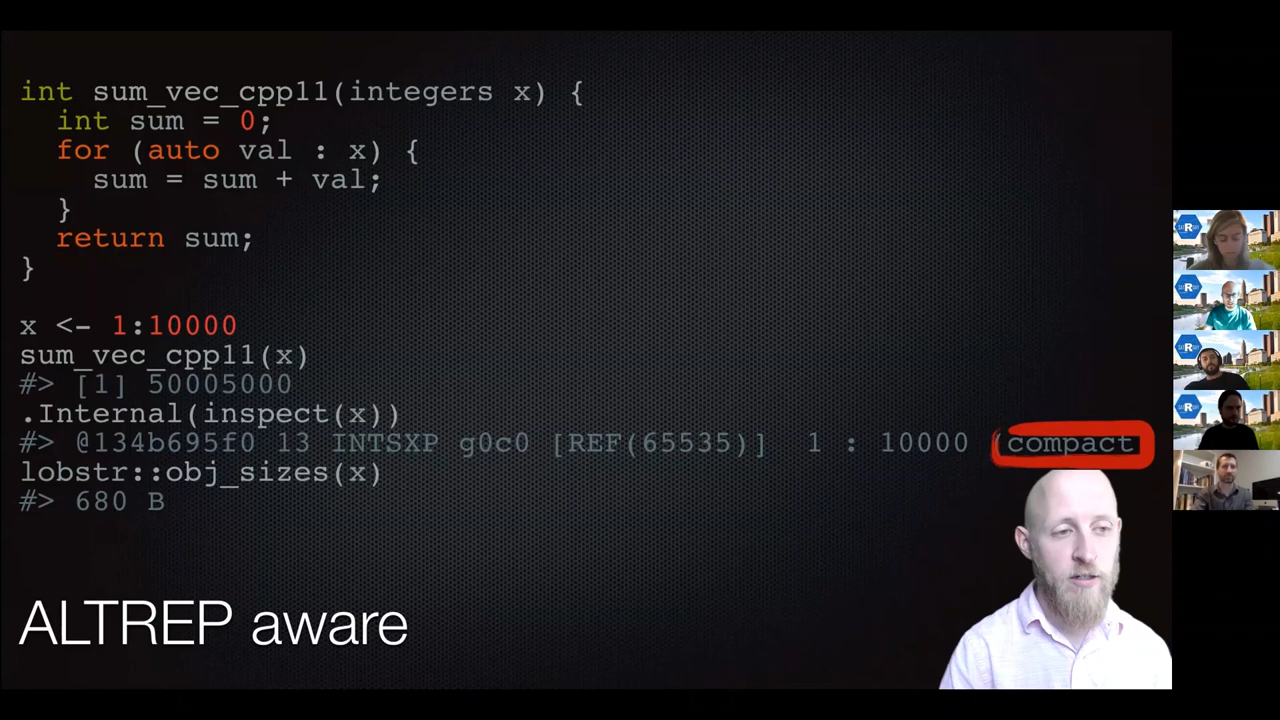 int sum_vec_cpp11(integers x) {
  int sum = 0;
  for (auto val : x) {
    sum = sum + val;
  }
  return sum;
}
x <- 1:10000
sum_vec_cpp11(x)
#> [1] 50005000
.Internal(inspect(x))
#> @134b695f0 13 INTSXP g0c0 [REF(65535)]  1 : 10000 (compact
lobstr::obj_sizes(x)
#> 680 B
ALTREP aware